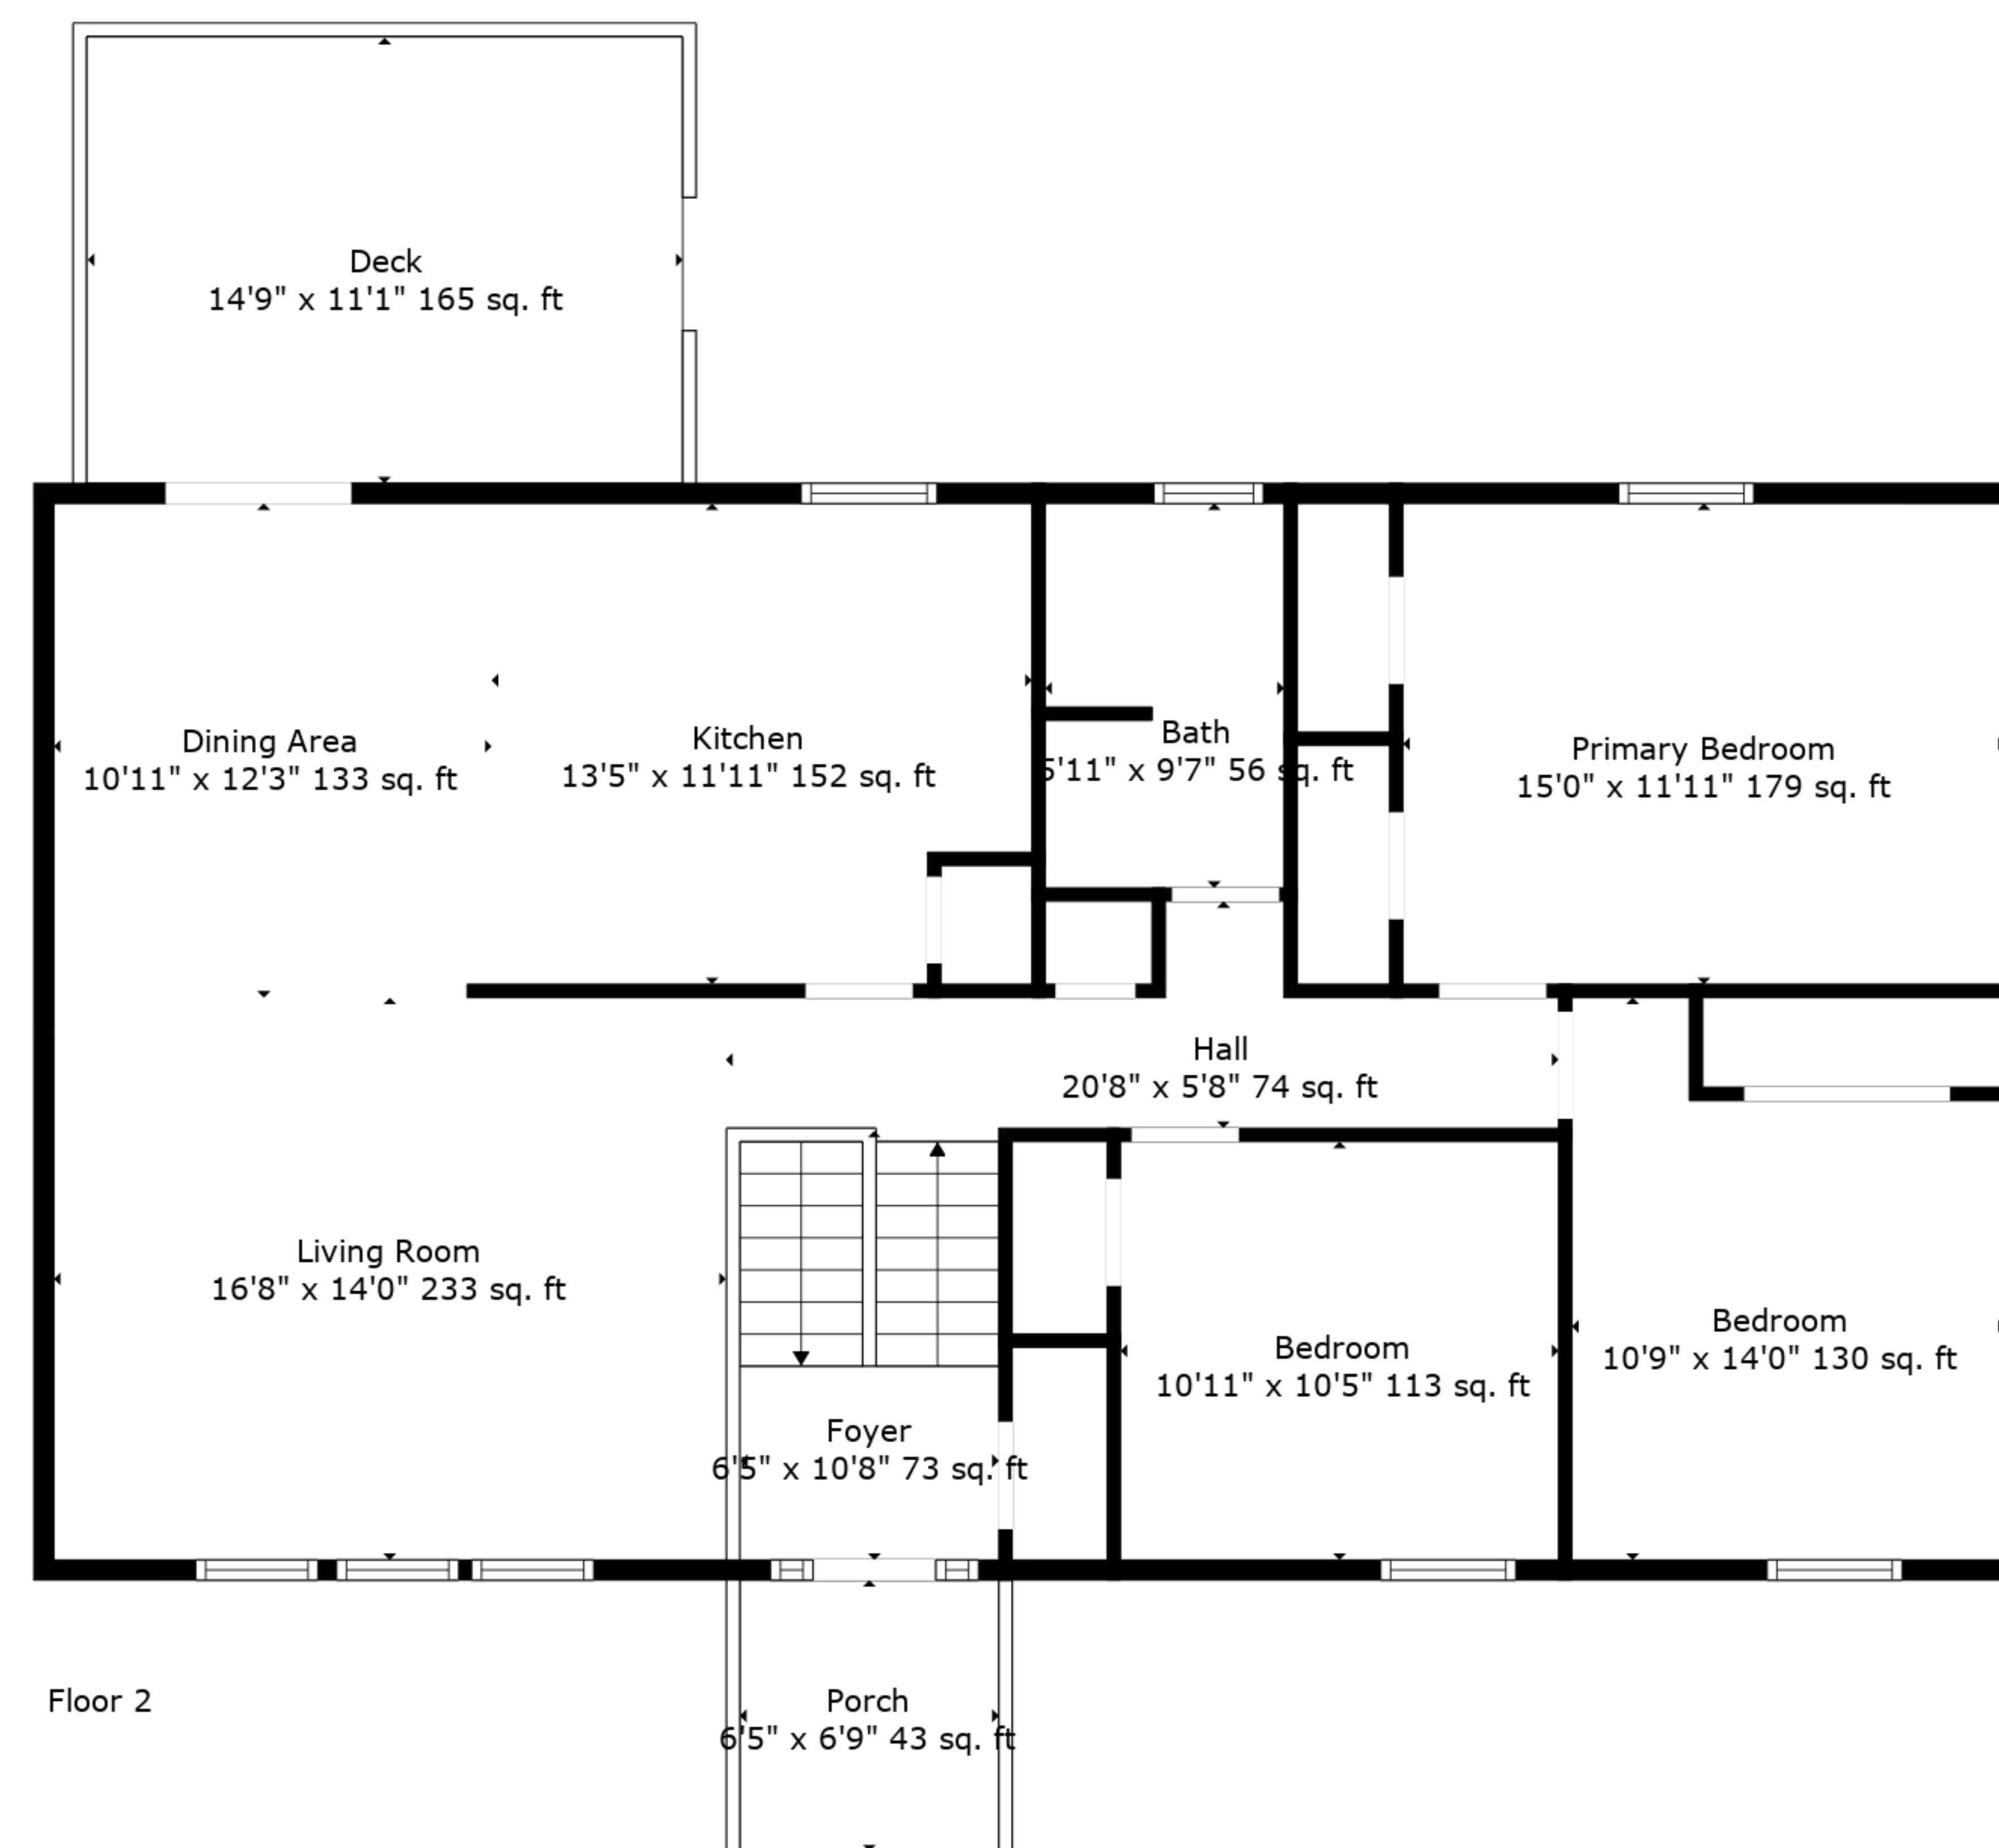 Deck
14'9" x 11'1" 165 sq. ft
Dining Area
10'11" x 12'3" 133 sq. ft
Kitchen
13'5" x 11'11" 152 sq. ft
Bath
5'11" x 9'7" 56 sq. ft
Primary Bedroom
15'0" x 11'11" 179 sq. ft
Hall
20'8" x 5'8" 74 sq. ft
Living Room
16'8" x 14'0" 233 sq. ft
Foyer
6'5" x 10'8" 73 sq. ft
Bedroom
10'11" x 10'5" 113 sq. ft
Bedroom
10'9" x 14'0" 130 sq. ft
Floor 2
Porch
6'5" x 6'9" 43 sq. ft